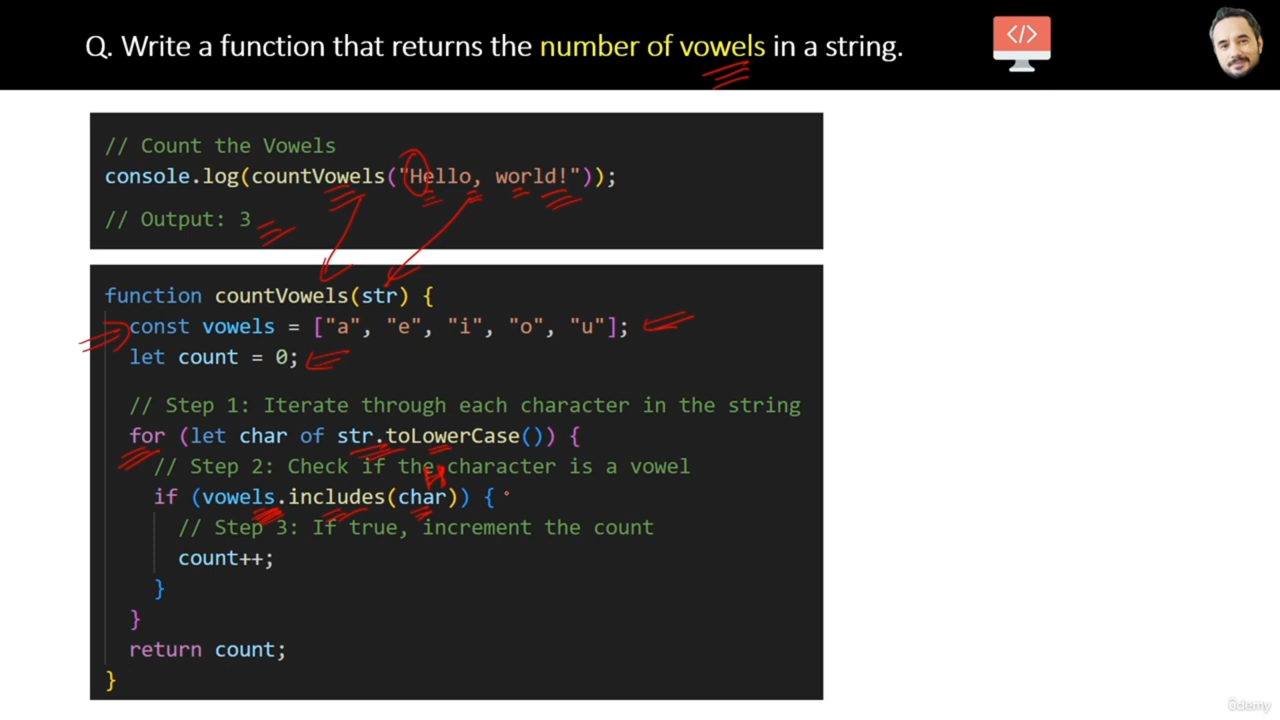 Q. Write a function that returns the number of vowels in a string.
</>
// Count the Vowels
console.log(countVowels("Hello, world!"));
// Output: 3
function countVowels(str) {
const vowels = ["a", "e", "i", "o", "u"];
let count = 0;
// Step 1: Iterate through each character in the string
for (let char of str.toLowerCase()) {
// Step 2: Check if the character is a vowel
H
if (vowels.includes(char)) {
// Step 3: If true, increment the count
count++;
}
}
return count;
}
ûdemy